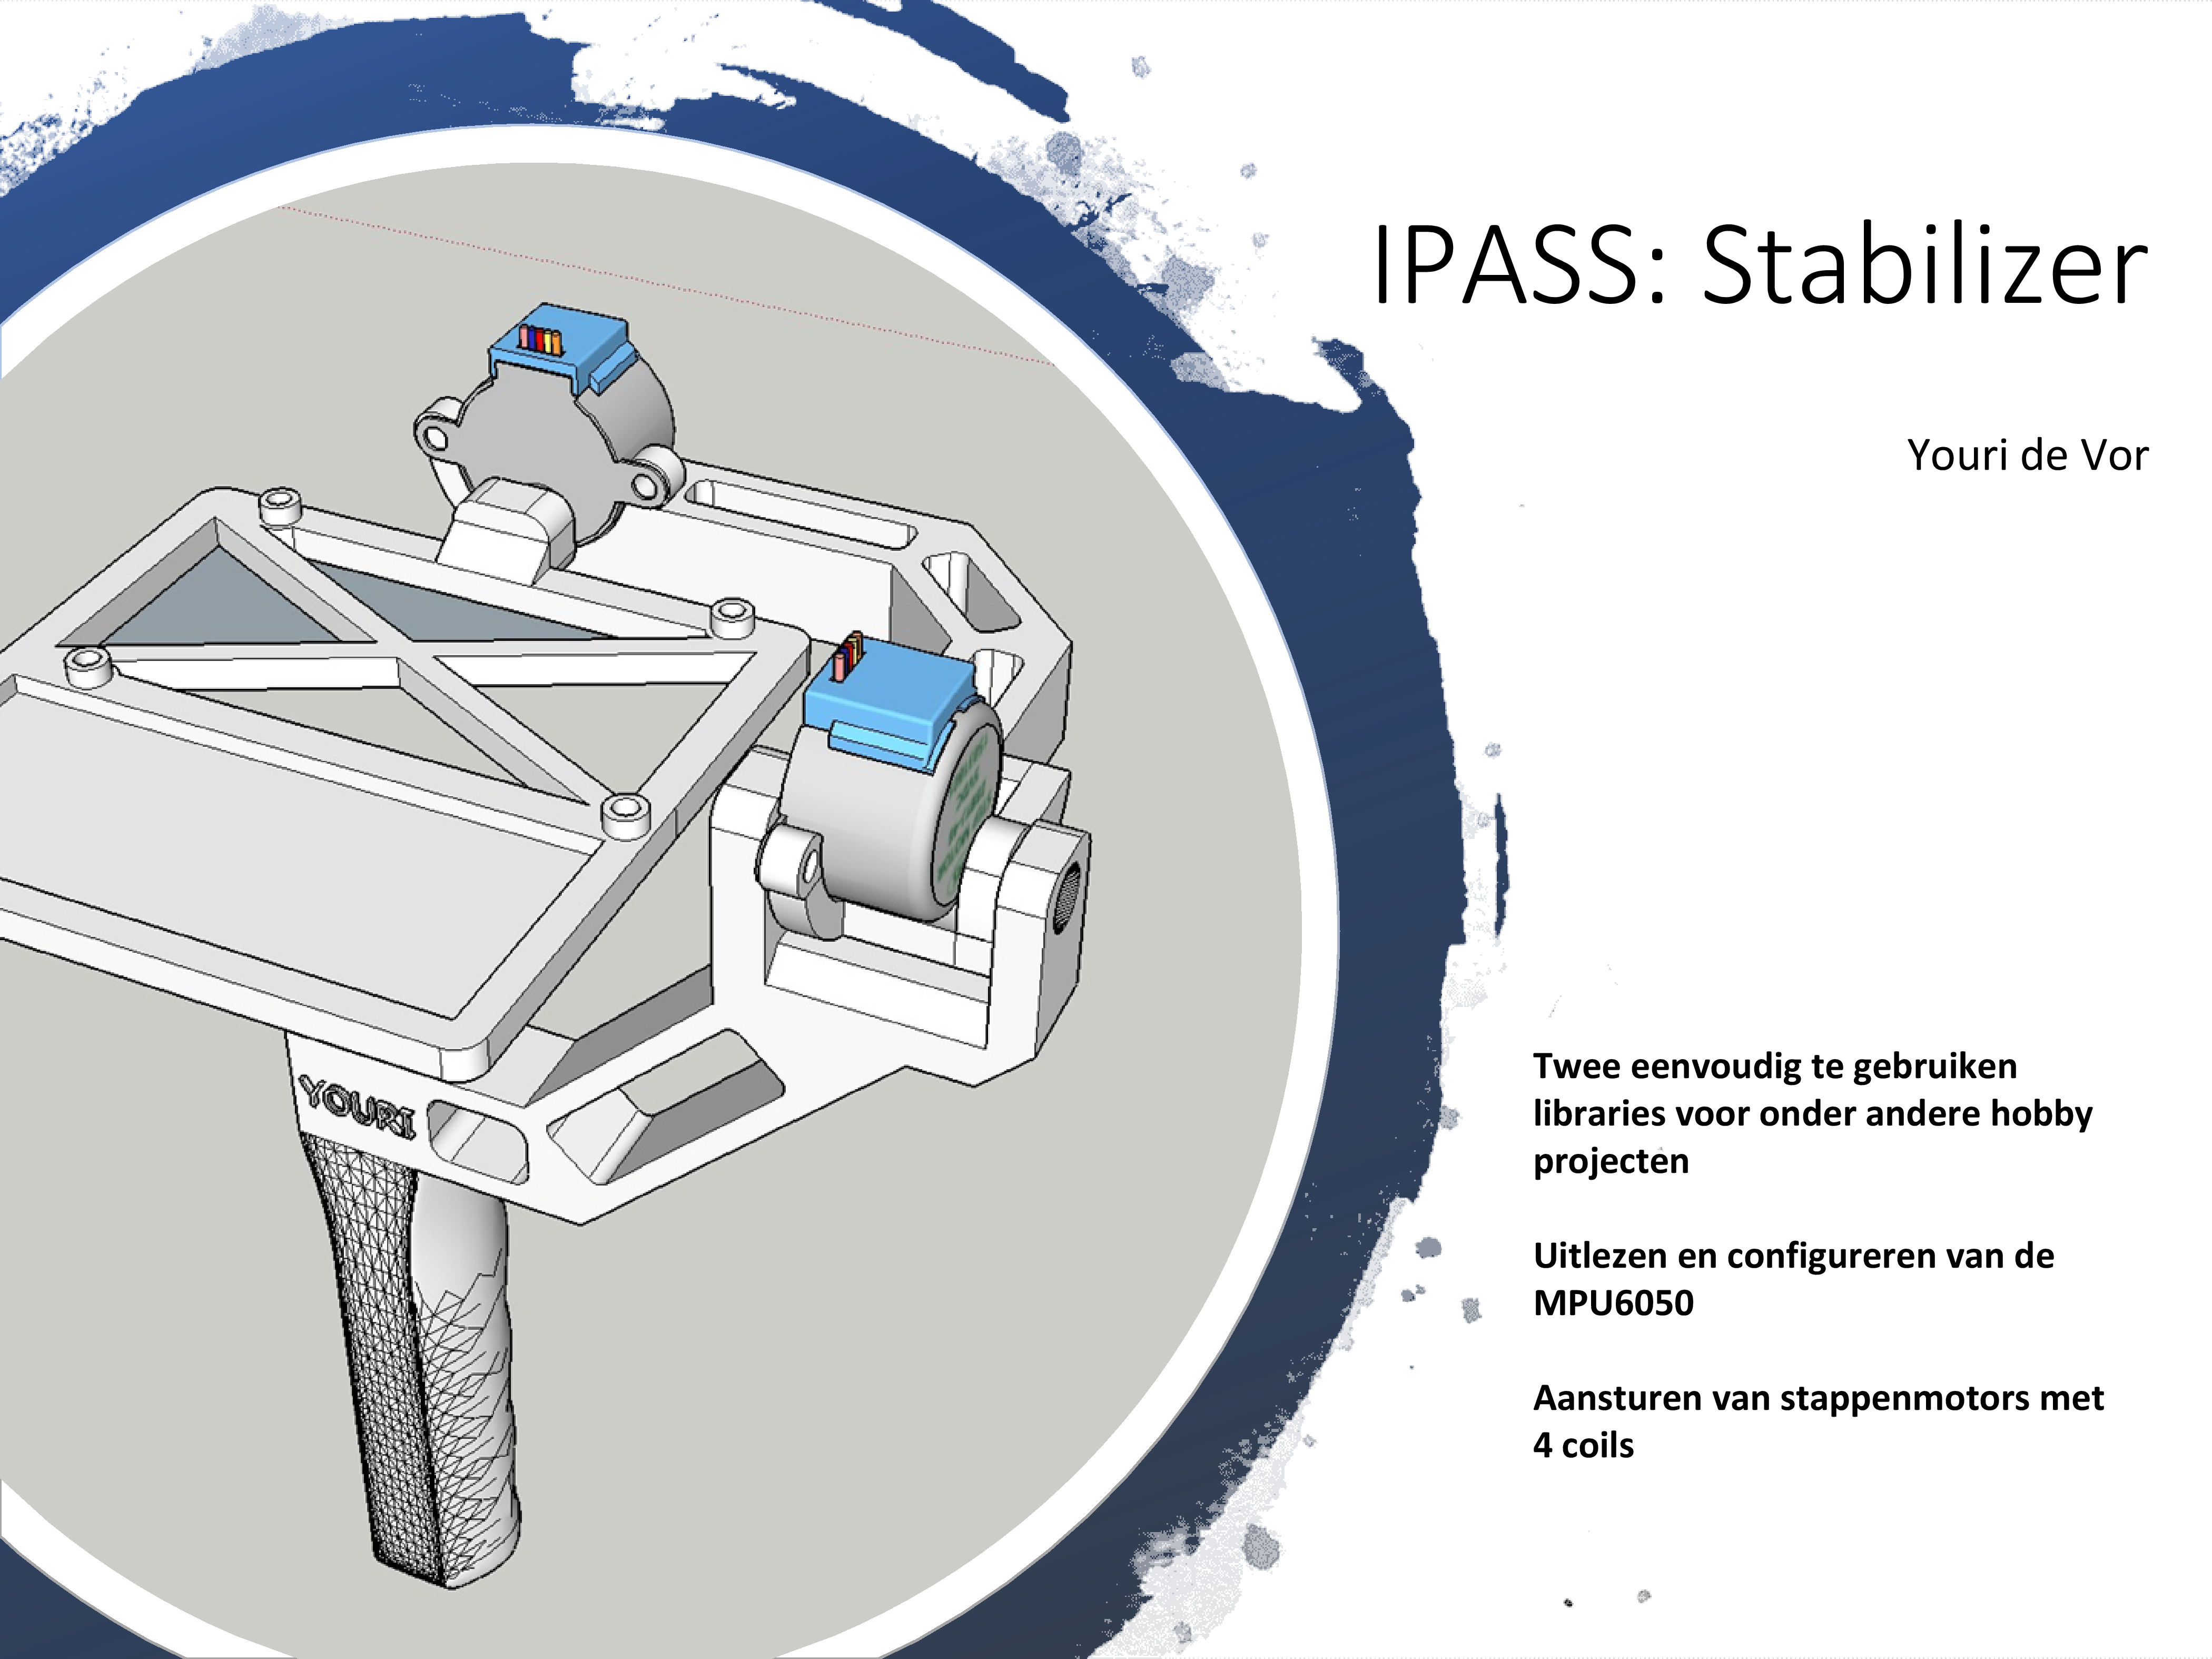 IPASS: Stabilizer
Youri de Vor
YOURI
Twee eenvoudig te gebruiken
libraries voor onder andere hobby
projecten
Uitlezen en configureren van de
MPU6050
Aansturen van stappenmotors met
4 coils